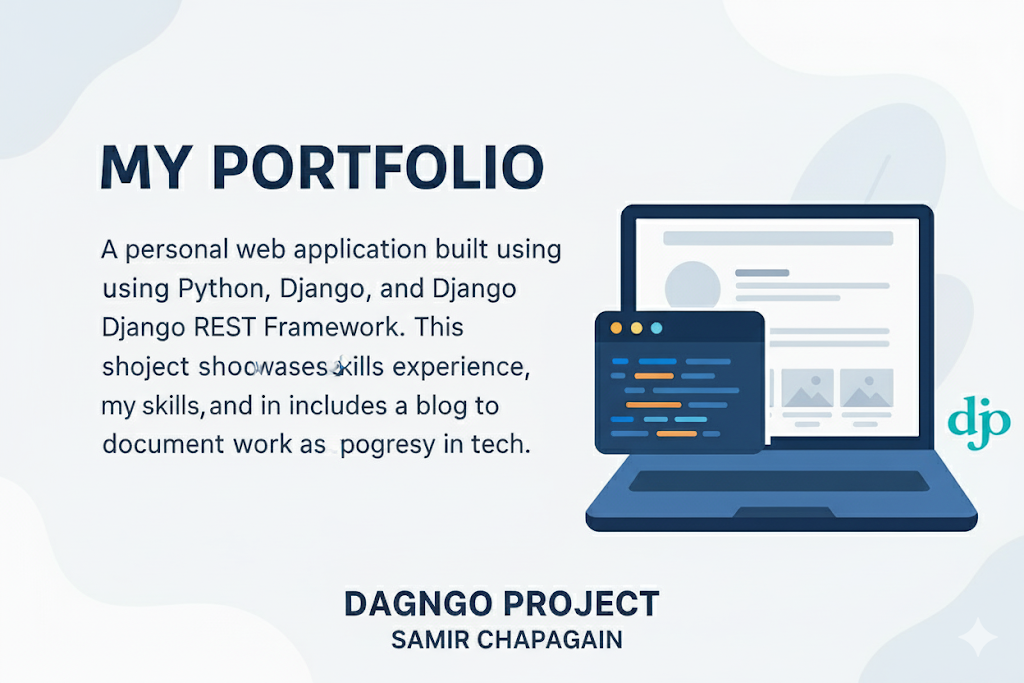 MY PORTFOLIO
A personal web application built using
using Python, Django, and Django
Django REST Framework. This
shoject shoowases skills experience,
my skills, and in includes a blog to
document work as pogresy in tech.
djp
DAGNGO PROJECT
SAMIR CHAPAGAIN